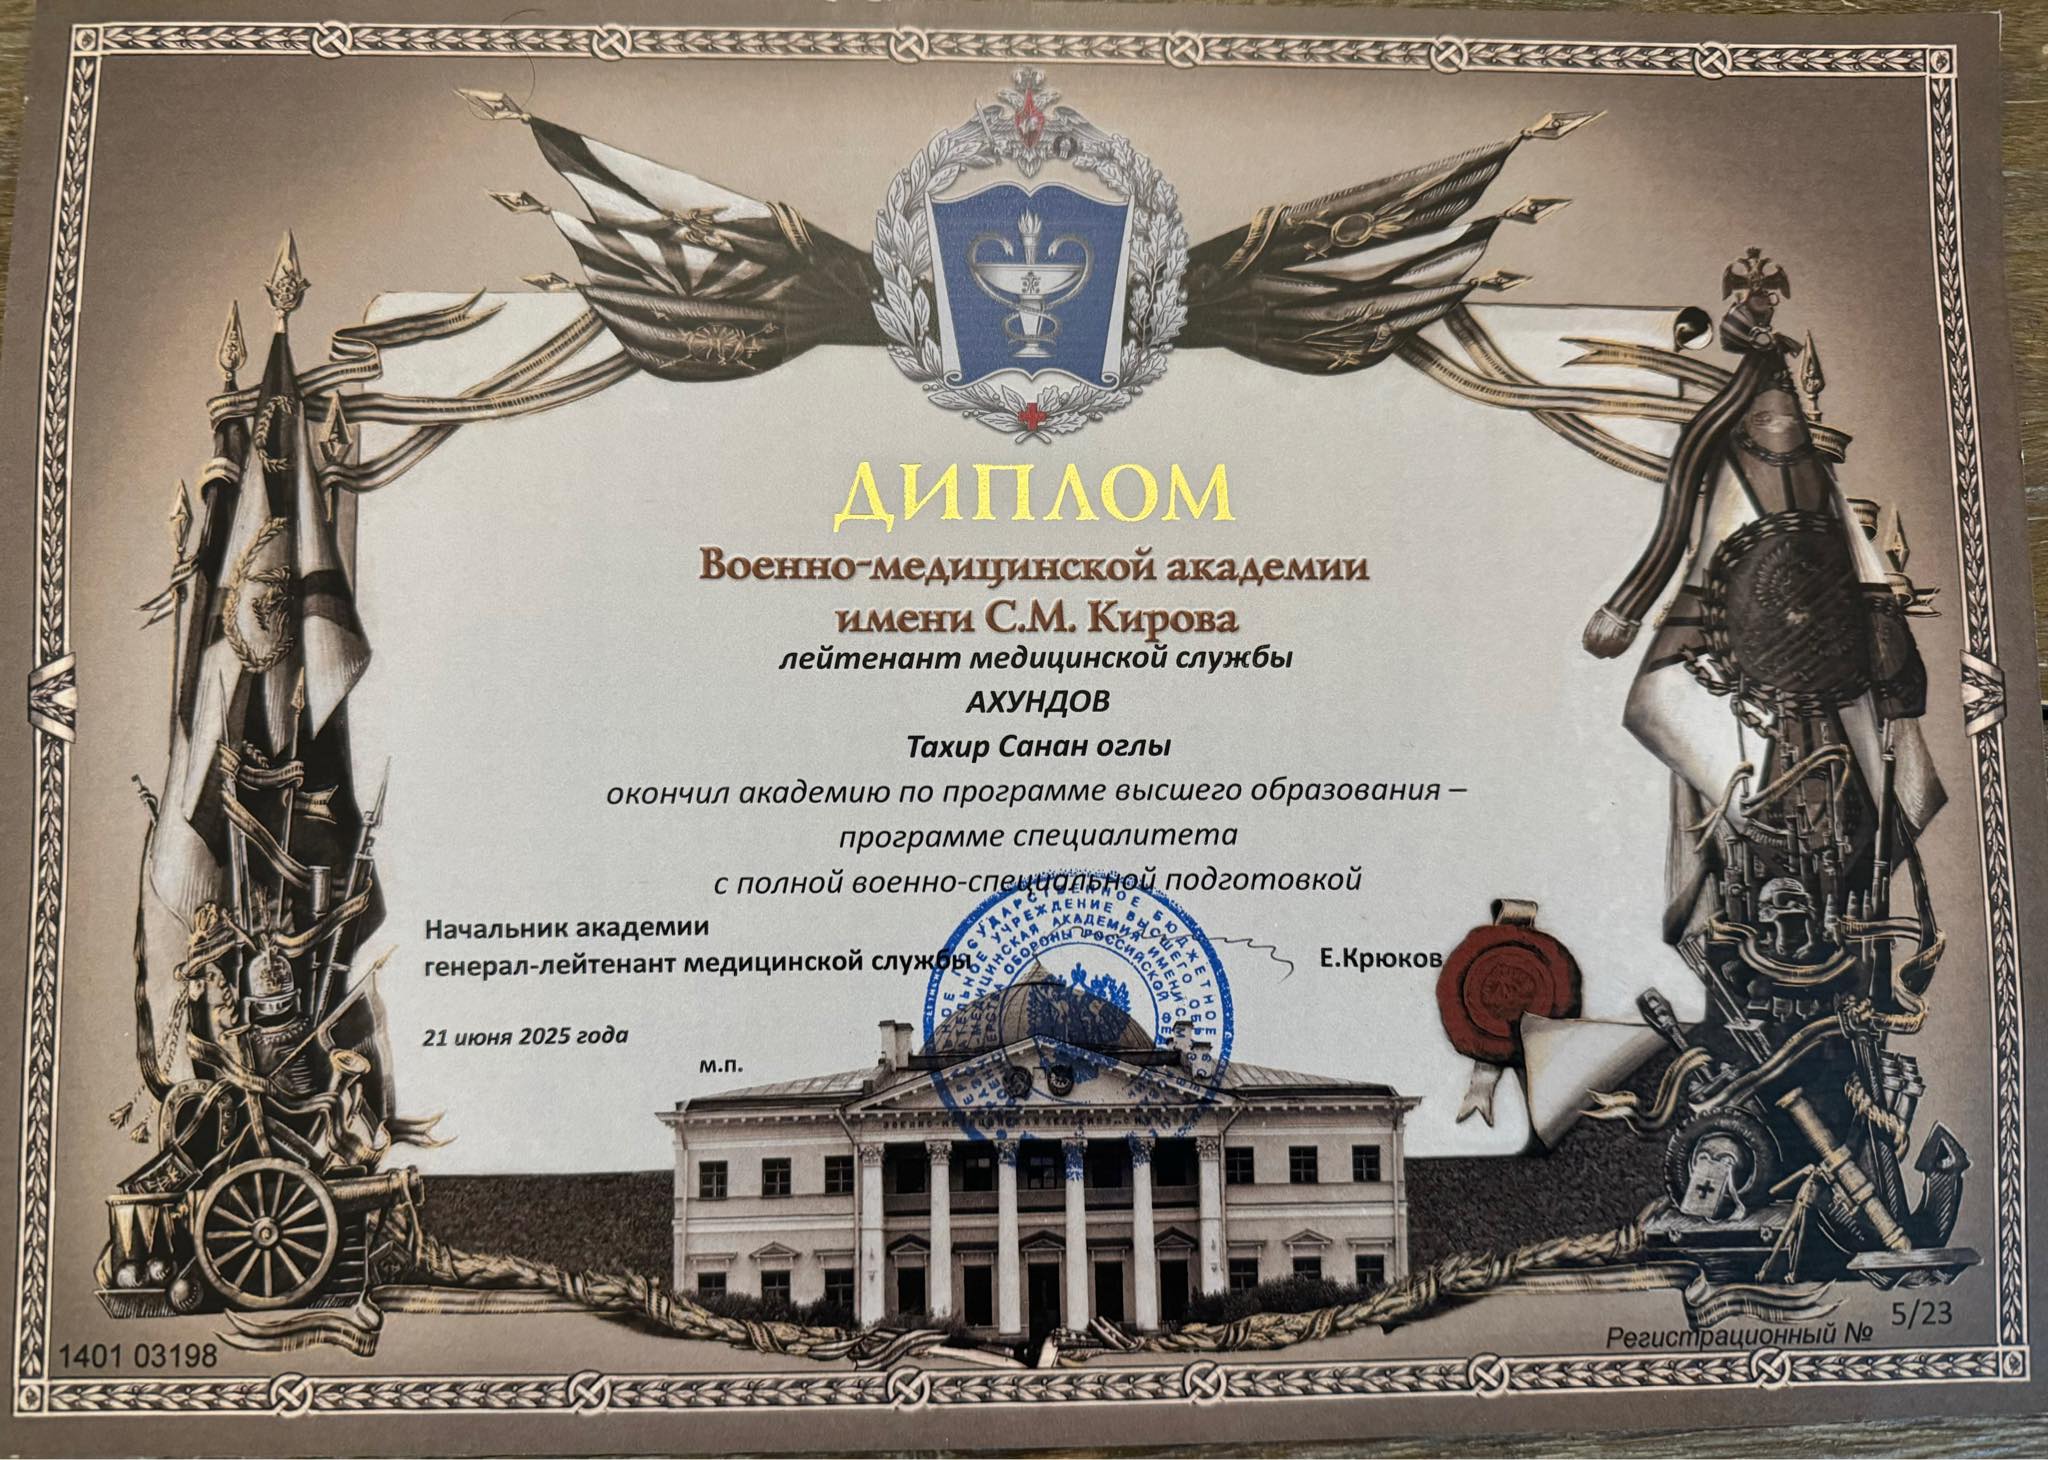 ДИПЛОМ
Военно-медицинской академии
имени С.М. Кирова
лейтенант медицинской службы
АХУНДОВ
Тахир Санан оглы
окончил академию по программе высшего образования –
программе специалитета
с полной военно-специальной подготовкой
Начальник академии
генерал-лейтенант медицинской службы
Е.Крюков
21 июня 2025 года
м.п.
1401 03198
Регистрационный № 5/23